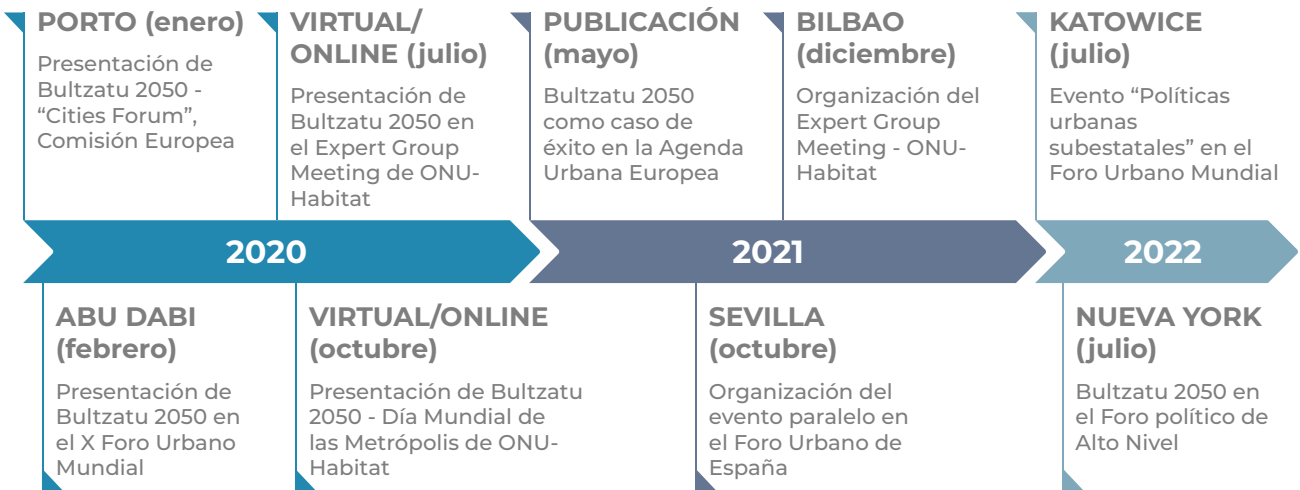 PORTO (enero)
Presentación de
Bultzatu 2050 -
“Cities Forum”,
Comisión Europea
VIRTUAL/
ONLINE (julio)
Presentación de
Bultzatu 2050 en
el Expert Group
Meeting de ONU-
Habitat
PUBLICACIÓN
(mayo)
Bultzatu 2050
como caso de
éxito en la Agenda
Urbana Europea
BILBAO
(diciembre)
Organización del
Expert Group
Meeting - ONU-
Habitat
KATOWICE
(julio)
Evento “Políticas
urbanas
subestatales” en el
Foro Urbano Mundial
2020
2021
2022
ABU DABI
(febrero)
Presentación de
Bultzatu 2050 en
el X Foro Urbano
Mundial
VIRTUAL/ONLINE
(octubre)
Presentación de Bultzatu
2050 - Día Mundial de
las Metrópolis de ONU-
Habitat
SEVILLA
(octubre)
Organización del
evento paralelo en
el Foro Urbano de
España
NUEVA YORK
(julio)
Bultzatu 2050 en
el Foro político de
Alto Nivel